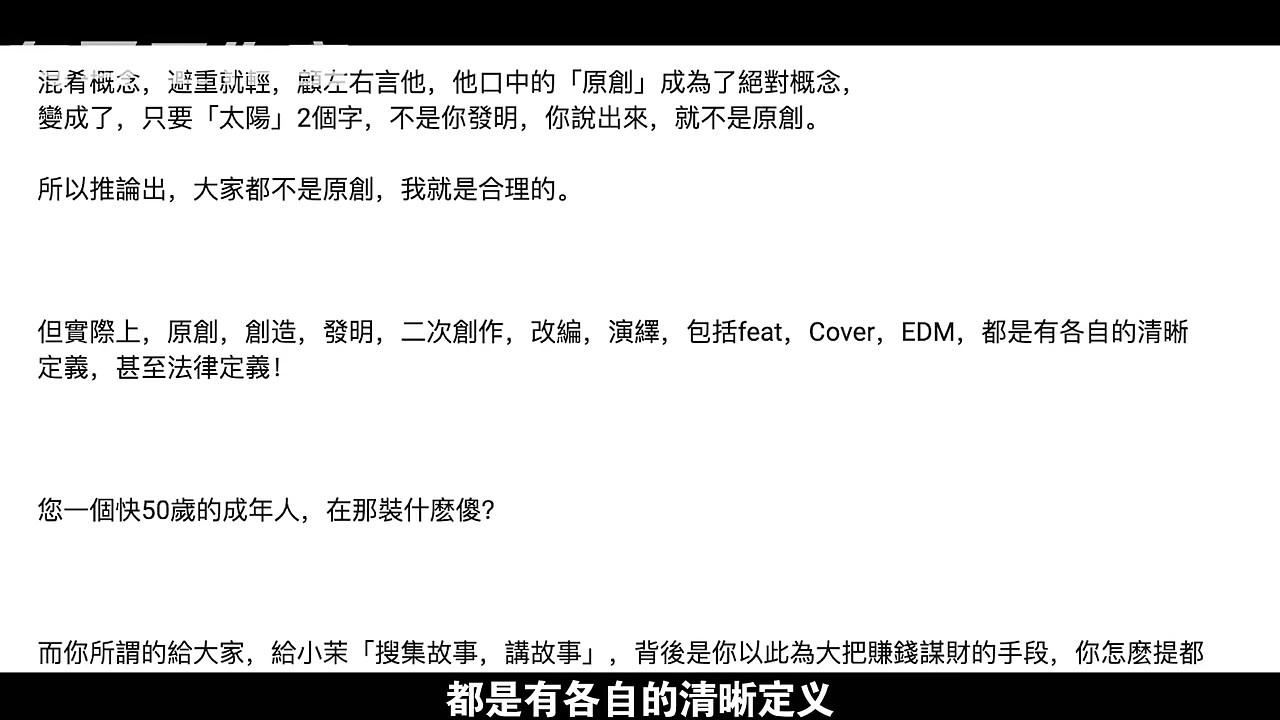 混肴概念，避重就輕，顧左右言他，他口中的「原創」成為了絕對概念，
變成了，只要「太陽」2個字，不是你發明，你說出來，就不是原創。
所以推論出，大家都不是原創，我就是合理的。
但實際上，原創，創造，發明，二次創作，改編，演繹，包括feat，Cover，EDM，都是有各自的清晰
定義，甚至法律定義！
您一個快50歲的成年人，在那裝什麽傻？
而你所謂的給大家，給小茉「搜集故事，講故事」，背後是你以此為大把賺錢謀財的手段，你怎麽提都
都是有各自的清晰定义